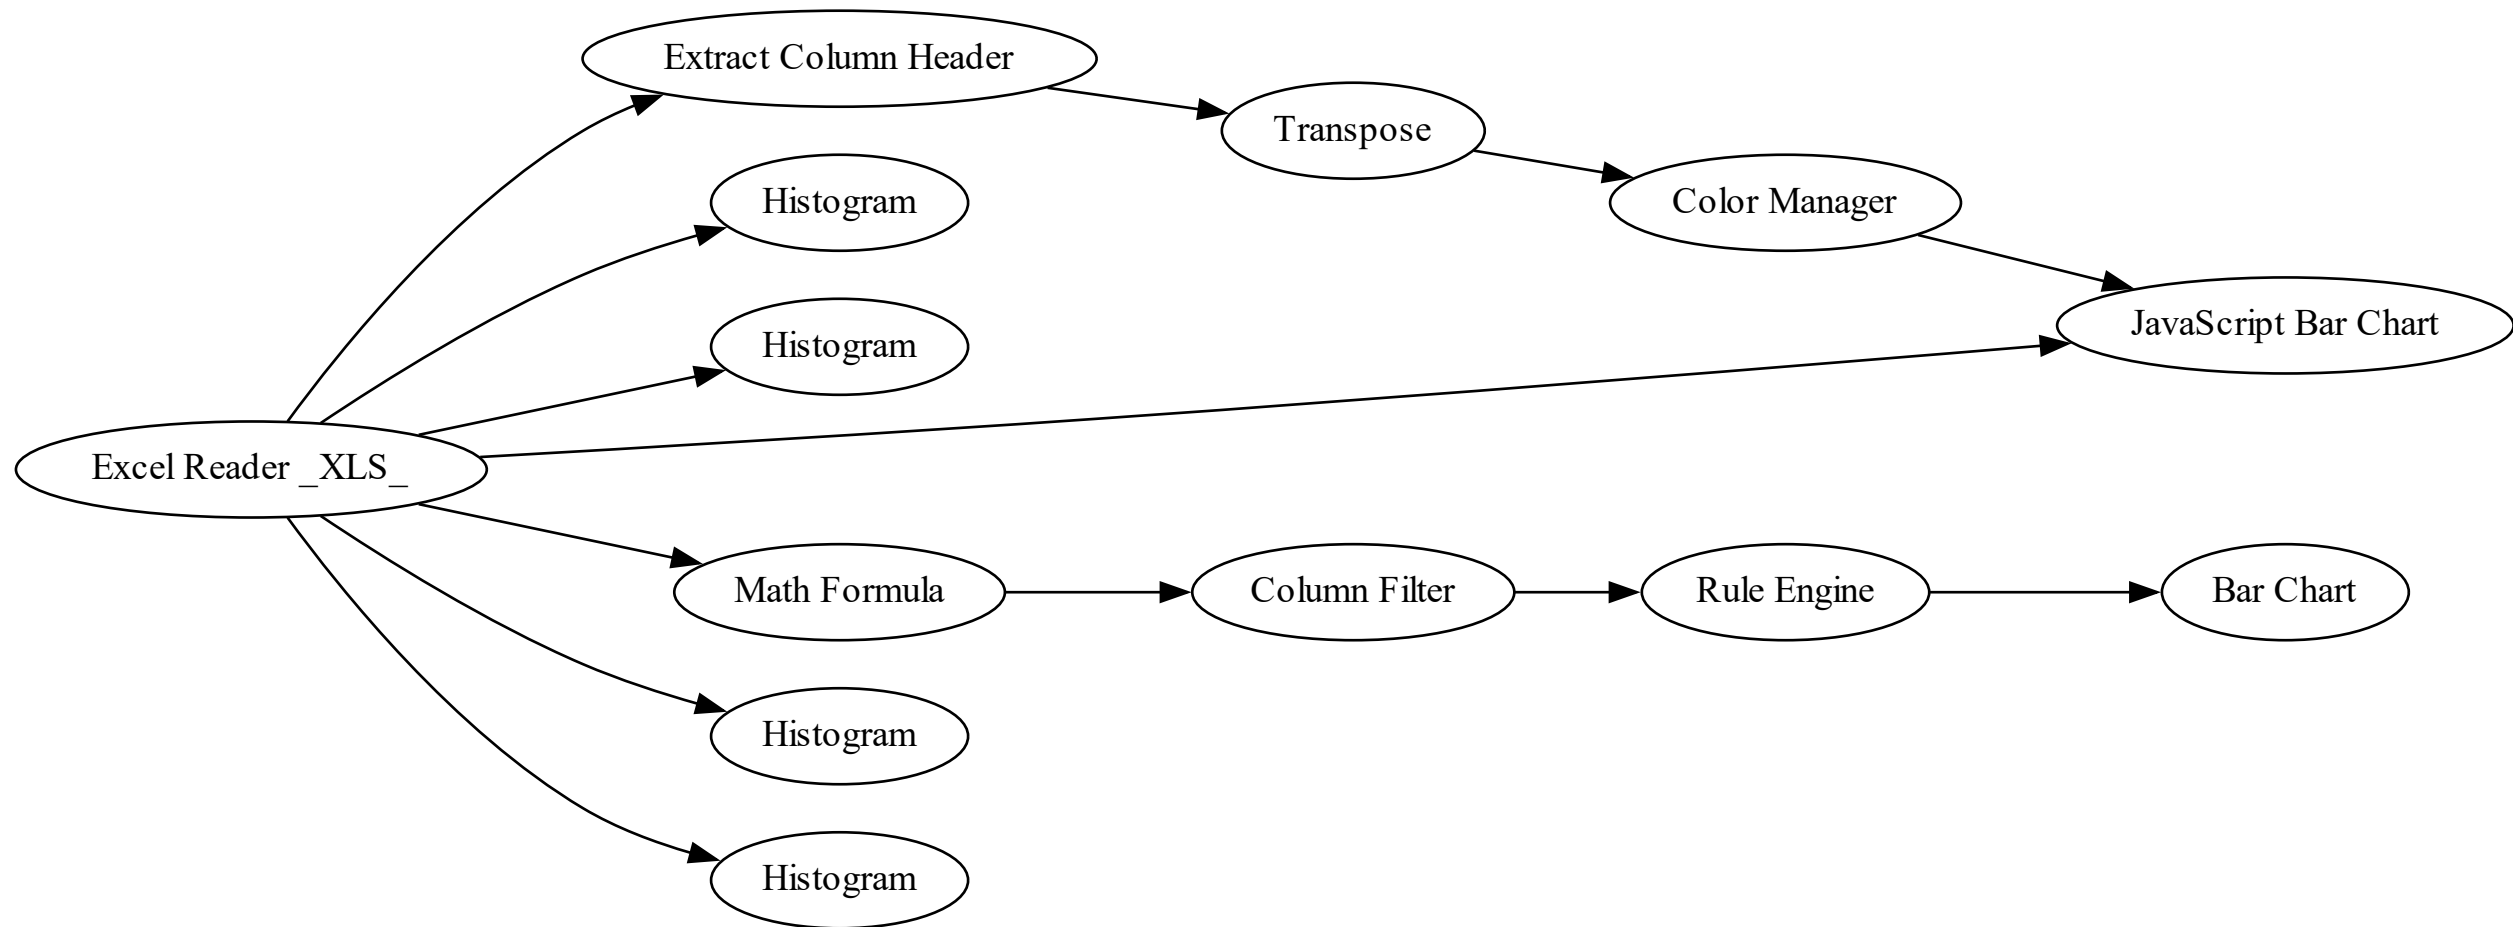 Extract Column Header
Transpose
Histogram
Color Manager
Histogram
JavaScript Bar Chart
Excel Reader _XLS_
Math Formula
Column Filter
Rule Engine
Bar Chart
Histogram
Histogram